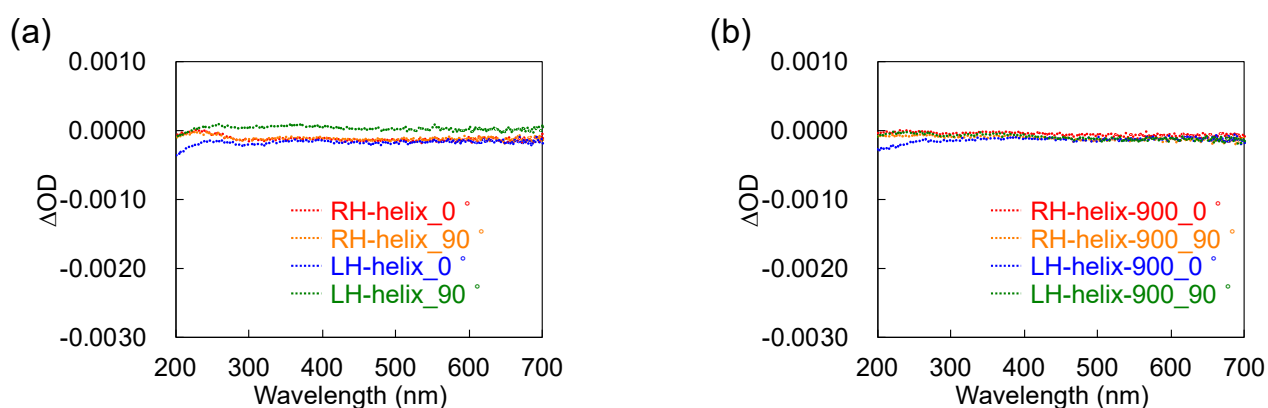 (a)
0.0010
0.0000
-0.0010
-0.0020
-0.0030
ΔOD
RH-helix_0 °
RH-helix_90 °
LH-helix_0 °
LH-helix_90 °
200 300 400 500 600 700
Wavelength (nm)
(b)
0.0010
0.0000
-0.0010
-0.0020
-0.0030
ΔOD
RH-helix-900_0 °
RH-helix-900_90 °
LH-helix-900_0 °
LH-helix-900_90 °
200 300 400 500 600 700
Wavelength (nm)